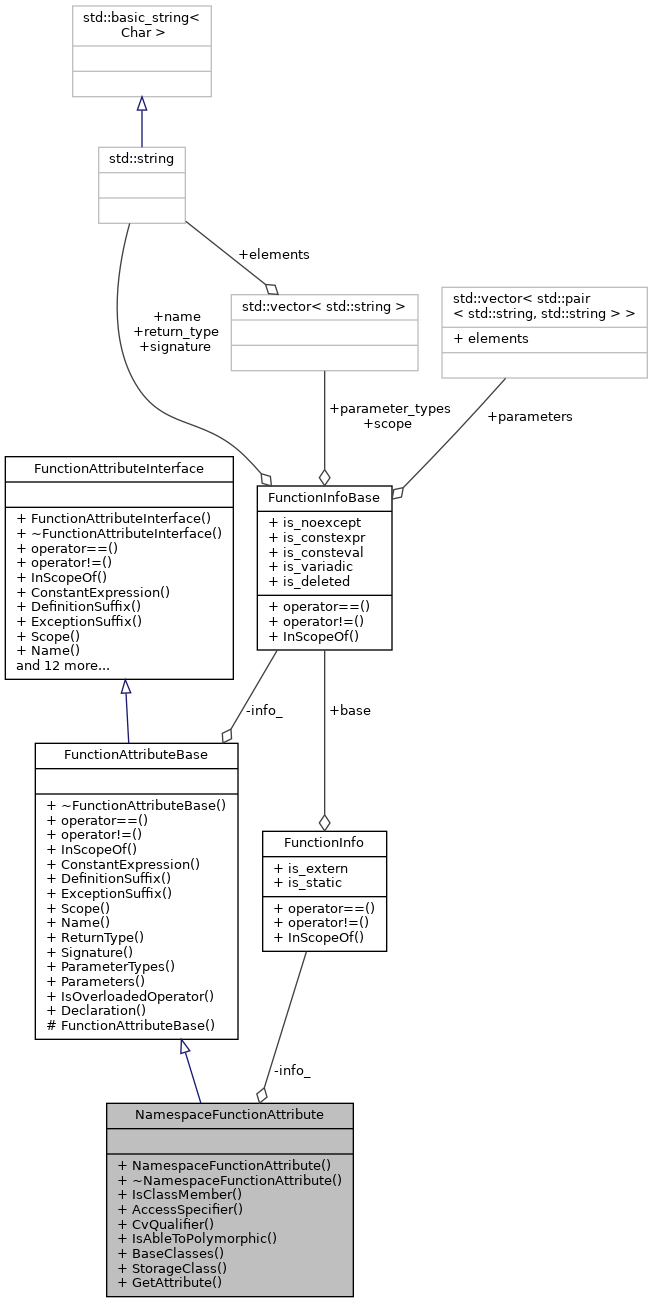 std::basic_string<
Char >
std::string
+elements
std::vector< std::string >
std::vector< std::pair
< std::string, std::string > >
+ elements
+name
+return_type
+signature
+parameter_types
+scope
+parameters
FunctionAttributeInterface
+ FunctionAttributeInterface()
+ ~FunctionAttributeInterface()
+ operator==()
+ operator!=()
+ InScopeOf()
+ ConstantExpression()
+ DefinitionSuffix()
+ ExceptionSuffix()
+ Scope()
+ Name()
and 12 more...
FunctionInfoBase
+ is_noexcept
+ is_constexpr
+ is_consteval
+ is_variadic
+ is_deleted
+ operator==()
+ operator!=()
+ InScopeOf()
-info_
+base
FunctionAttributeBase
+ ~FunctionAttributeBase()
+ operator==()
+ operator!=()
+ InScopeOf()
+ ConstantExpression()
+ DefinitionSuffix()
+ ExceptionSuffix()
+ Scope()
+ Name()
+ ReturnType()
+ Signature()
+ ParameterTypes()
+ Parameters()
+ IsOverloadedOperator()
+ Declaration()
# FunctionAttributeBase()
FunctionInfo
+ is_extern
+ is_static
+ operator==()
+ operator!=()
+ InScopeOf()
-info_
NamespaceFunctionAttribute
+ NamespaceFunctionAttribute()
+ ~NamespaceFunctionAttribute()
+ IsClassMember()
+ AccessSpecifier()
+ CvQualifier()
+ IsAbleToPolymorphic()
+ BaseClasses()
+ StorageClass()
+ GetAttribute()